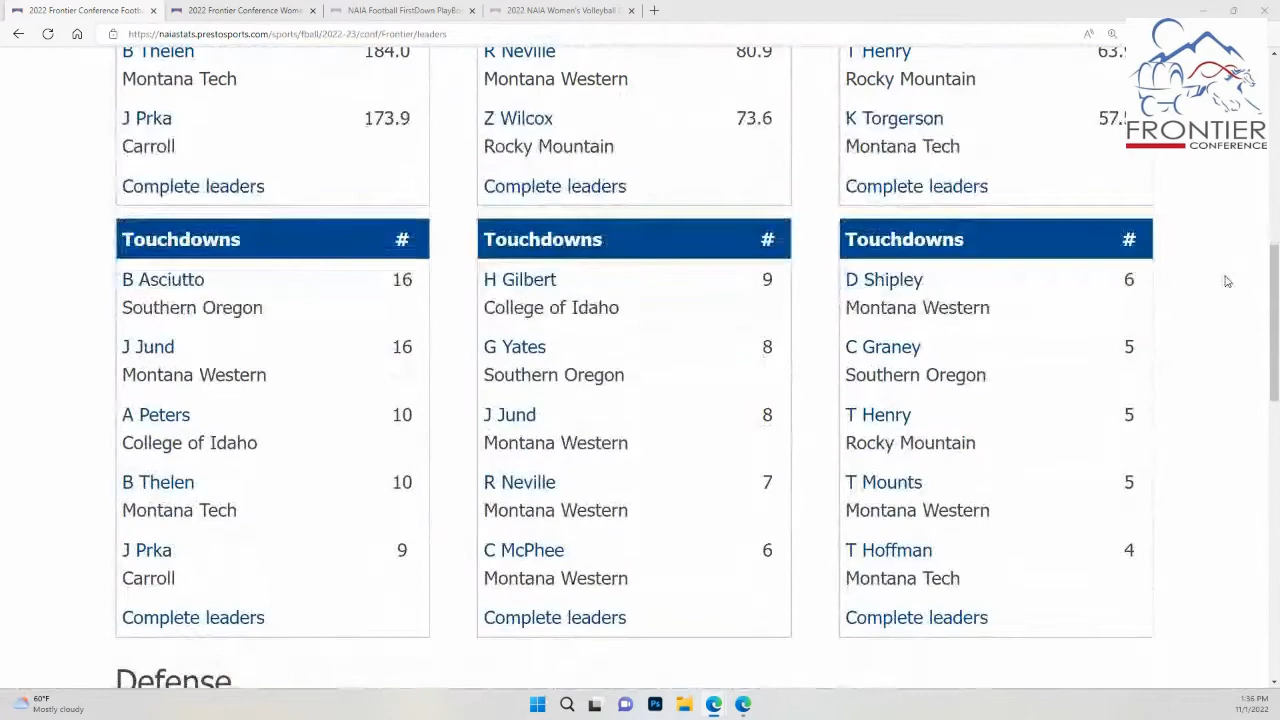 2022 Frontier Conference Footb
2022 Frontier Conference Wome
NAIA Football FirstDown PlayBo
2022 NAIA Women's Volleyball
https://naiastats.prestosports.com/sports/fball/2022-23/conf/Frontier/leaders
FRONTIER
CONFERENCE
B Thelen 184.0
Montana Tech
J Prka 173.9
Carroll
Complete leaders
R Neville 80.9
Montana Western
Z Wilcox 73.6
Rocky Mountain
Complete leaders
T Henry 63.
Rocky Mountain
K Torgerson 57.
Montana Tech
Complete leaders
Touchdowns #
B Asciutto 16
Southern Oregon
J Jund 16
Montana Western
A Peters 10
College of Idaho
B Thelen 10
Montana Tech
J Prka 9
Carroll
Complete leaders
Touchdowns #
H Gilbert 9
College of Idaho
G Yates 8
Southern Oregon
J Jund 8
Montana Western
R Neville 7
Montana Western
C McPhee 6
Montana Western
Complete leaders
Touchdowns #
D Shipley 6
Montana Western
C Graney 5
Southern Oregon
T Henry 5
Rocky Mountain
T Mounts 5
Montana Western
T Hoffman 4
Montana Tech
Complete leaders
Defense
60°F
Mostly cloudy
Ps
1:36 PM
11/1/2022